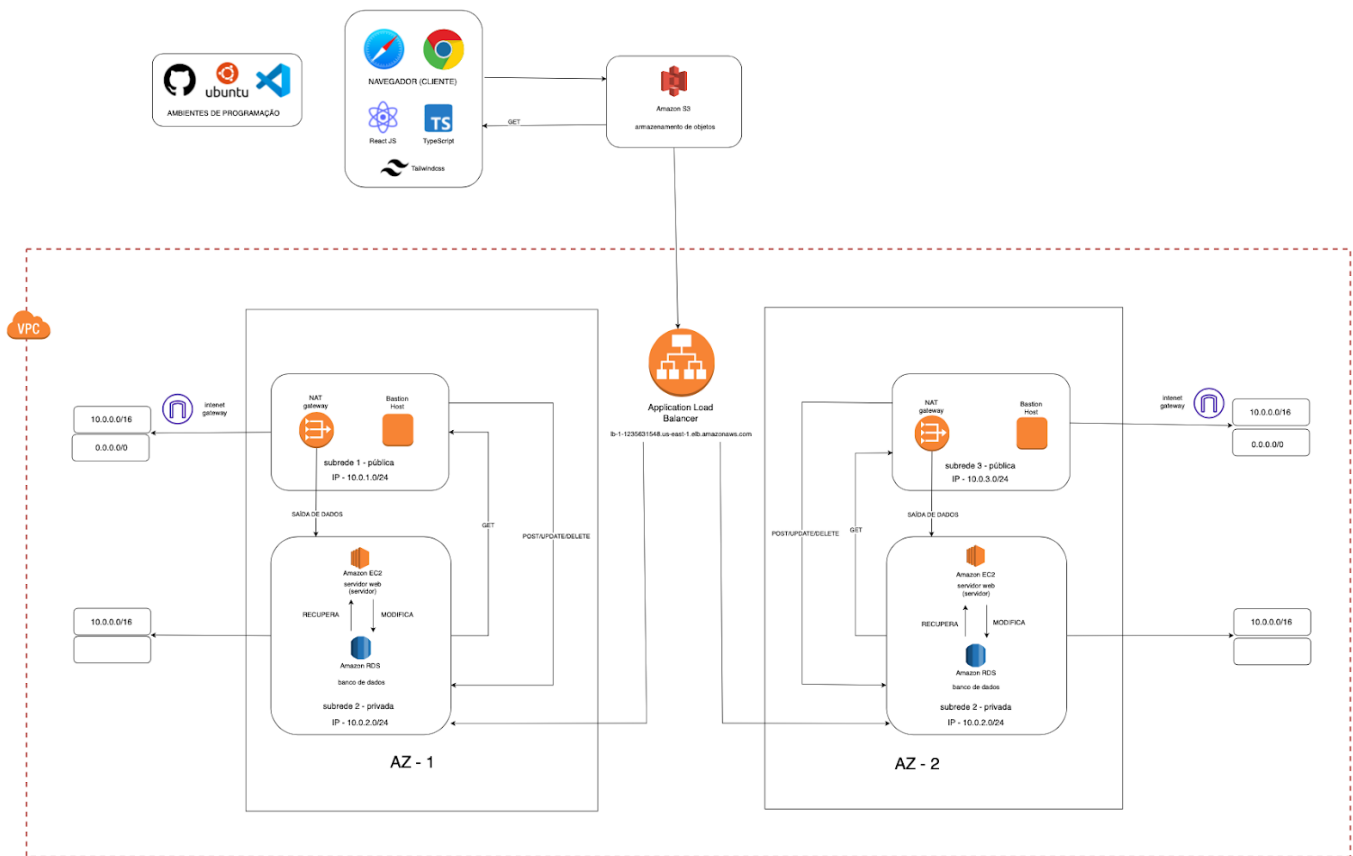 ubuntu
AMBIENTES DE PROGRAMAÇÃO
NAVEGADOR (CLIENTE)
React JS
TS
TypeScript
Tailwindcss
GET
Amazon S3
armazenamento de objetos
VPC
Application Load
Balancer
lb-1-1235631548.us-east-1.elb.amazonaws.com
10.0.0.0/16
0.0.0.0/0
intenet
gateway
NAT
gateway
Bastion
Host
subrede 1 - pública
IP - 10.0.1.0/24
SAÍDA DE DADOS
GET
POST/UPDATE/DELETE
Amazon EC2
servidor web
(servidor)
RECUPERA
MODIFICA
Amazon RDS
banco de dados
subrede 2 - privada
IP - 10.0.2.0/24
10.0.0.0/16
AZ - 1
NAT
gateway
Bastion
Host
subrede 3 - pública
IP - 10.0.3.0/24
intenet
gateway
10.0.0.0/16
0.0.0.0/0
SAÍDA DE DADOS
POST/UPDATE/DELETE
GET
Amazon EC2
servidor web
(servidor)
RECUPERA
MODIFICA
Amazon RDS
banco de dados
subrede 2 - privada
IP - 10.0.2.0/24
10.0.0.0/16
AZ - 2